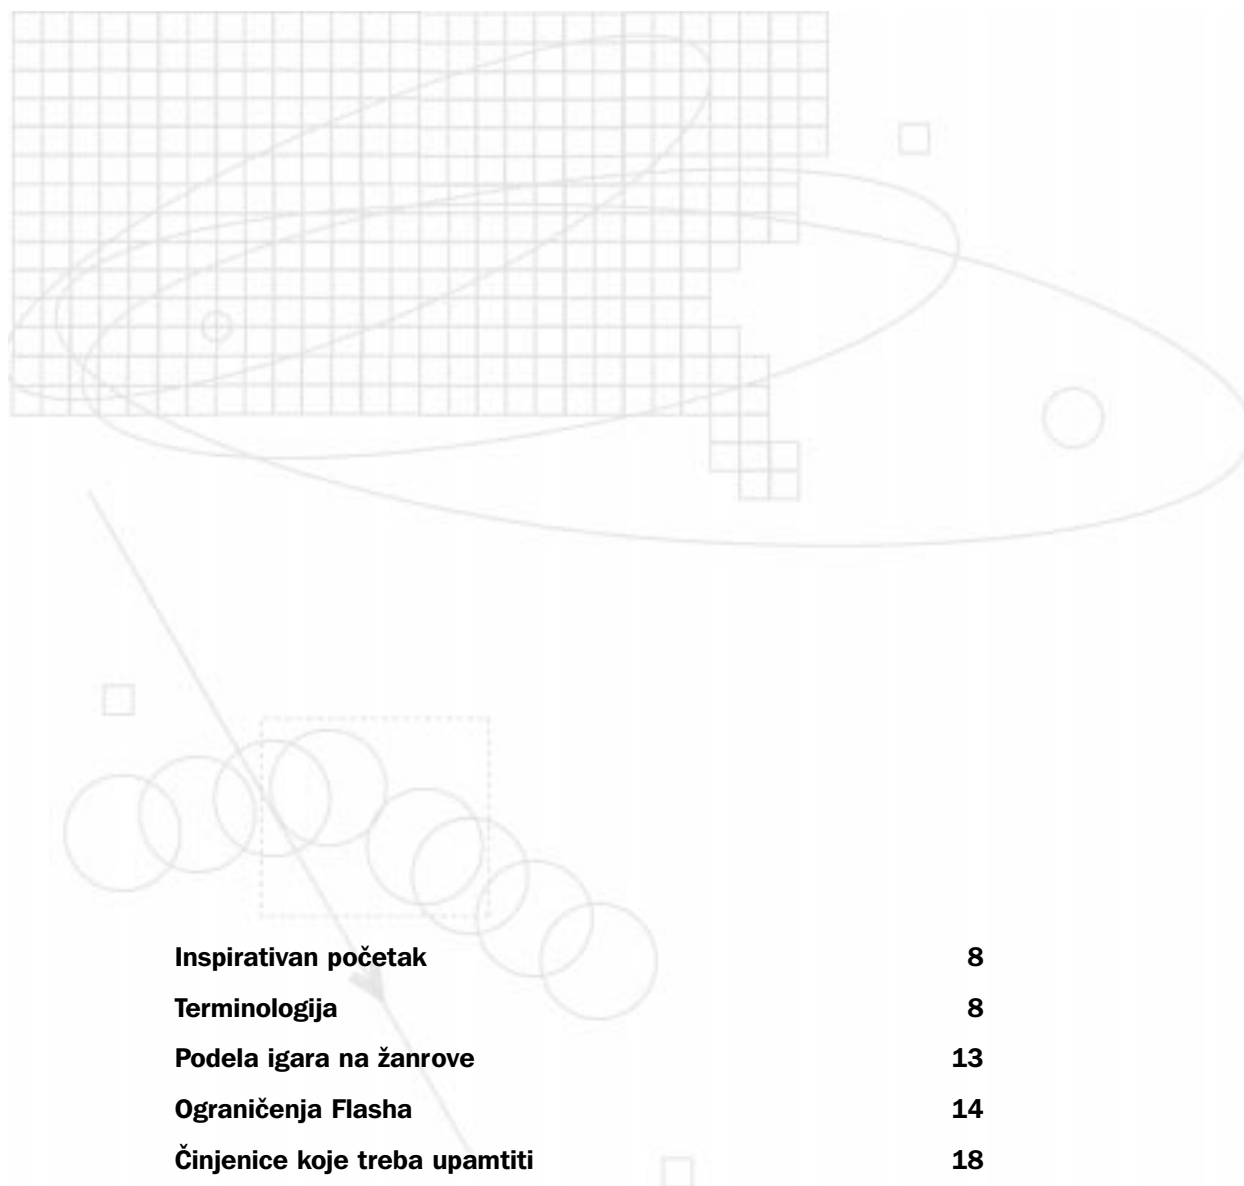 Inspirativan početak 8
Terminologija 8
Podela igara na žanrove 13
Ograničenja Flasha 14
Činjenice koje treba upamtiti 18